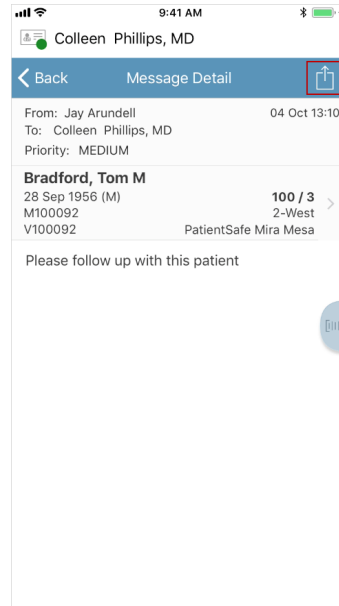 9:41 AM
Colleen Phillips, MD
Back Message Detail
From: Jay Arundell 04 Oct 13:10
To: Colleen Phillips, MD
Priority: MEDIUM
Bradford, Tom M
28 Sep 1956 (M) 100 / 3
M100092 2-West
V100092 PatientSafe Mira Mesa
Please follow up with this patient